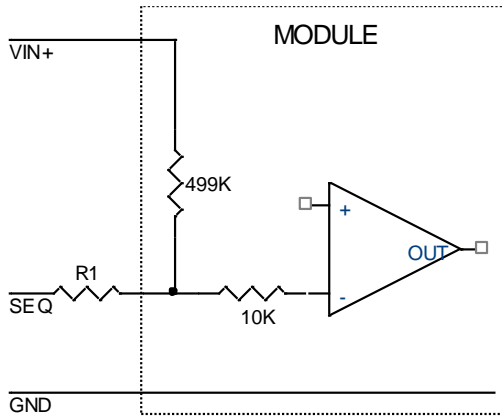 MODULE
VIN+
499K
+
OUT
R1
SEQ
10K
-
GND